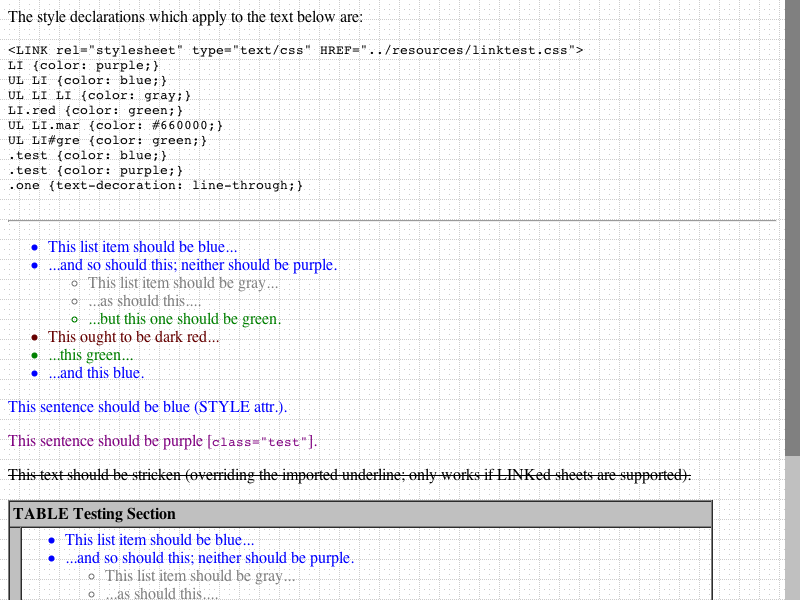 The style declarations which apply to the text below are:
<LINK rel="stylesheet" type="text/css" HREF="../resources/linktest.css">
LI {color: purple;}
UL LI {color: blue;}
UL LI LI {color: gray;}
LI.red {color: green;}
UL LI.mar {color: #660000;}
UL LI#gre {color: green;}
.test {color: blue;}
.test {color: purple;}
.one {text-decoration: line-through;}
This list item should be blue...
...and so should this; neither should be purple.
This list item should be gray...
...as should this....
...but this one should be green.
This ought to be dark red...
...this green...
...and this blue.
This sentence should be blue (STYLE attr.).
This sentence should be purple [class="test"].
This text should be stricken (overriding the imported underline; only works if LINKed sheets are supported).
TABLE Testing Section
This list item should be blue...
...and so should this; neither should be purple.
This list item should be gray...
...as should this....